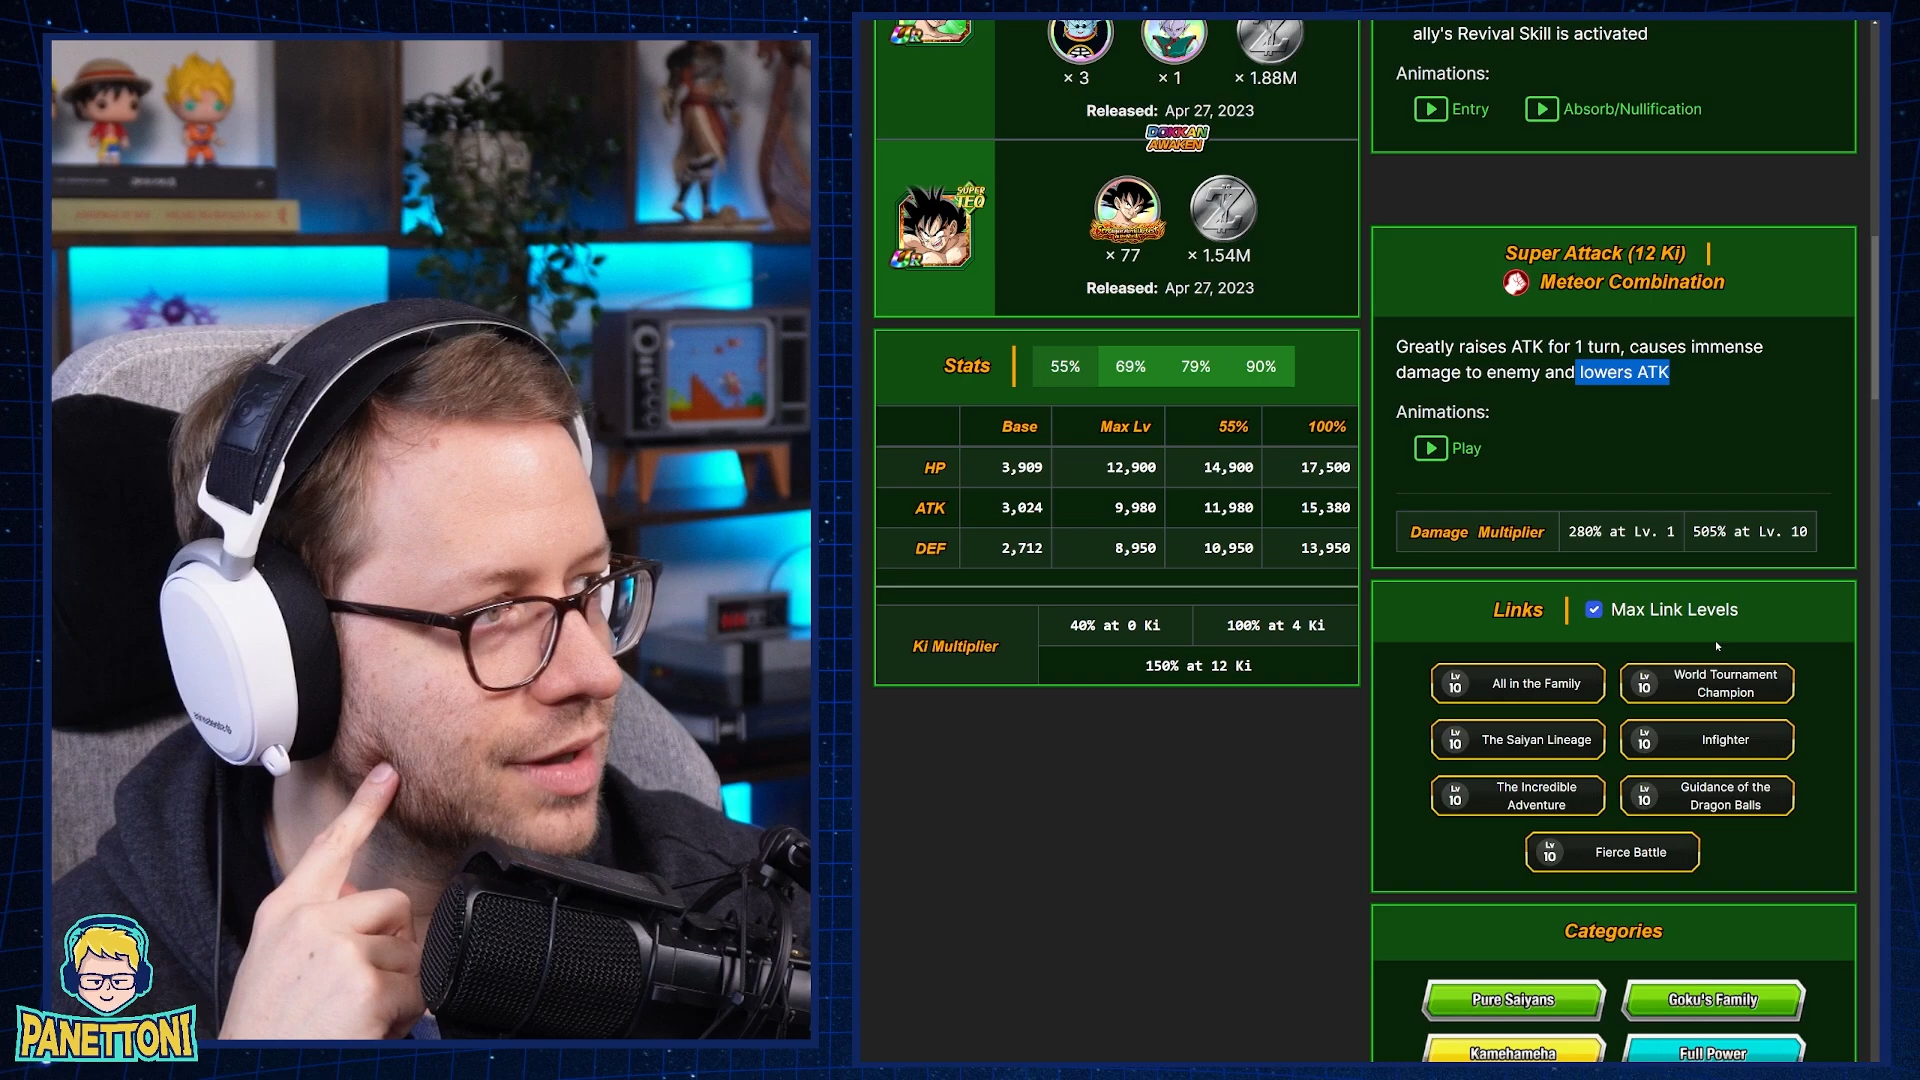 × 3
× 1
× 1.88M
Released: Apr 27, 2023
DOKKAN
AWAKEN
SUPER
TEQ
× 77
× 1.54M
Released: Apr 27, 2023
Stats
55%
69%
79%
90%
Base
Max Lv
55%
100%
HP
3,909
12,900
14,900
17,500
ATK
3,024
9,980
11,980
15,380
DEF
2,712
8,950
10,950
13,950
Ki Multiplier
40% at 0 Ki
100% at 4 Ki
150% at 12 Ki
ally's Revival Skill is activated
Animations:
Entry
Absorb/Nullification
Super Attack (12 Ki)
Meteor Combination
Greatly raises ATK for 1 turn, causes immense
damage to enemy and lowers ATK
Animations:
Play
Damage Multiplier
280% at Lv. 1
505% at Lv. 10
Links
Max Link Levels
Lv
10
All in the Family
Lv
10
World Tournament
Champion
Lv
10
The Saiyan Lineage
Lv
10
Infighter
Lv
10
The Incredible
Adventure
Lv
10
Guidance of the
Dragon Balls
Lv
10
Fierce Battle
Categories
Pure Saiyans
Goku's Family
Kamehameha
Full Power
PANETTONI